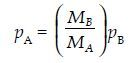 p_A = (M_B / M_A) p_B